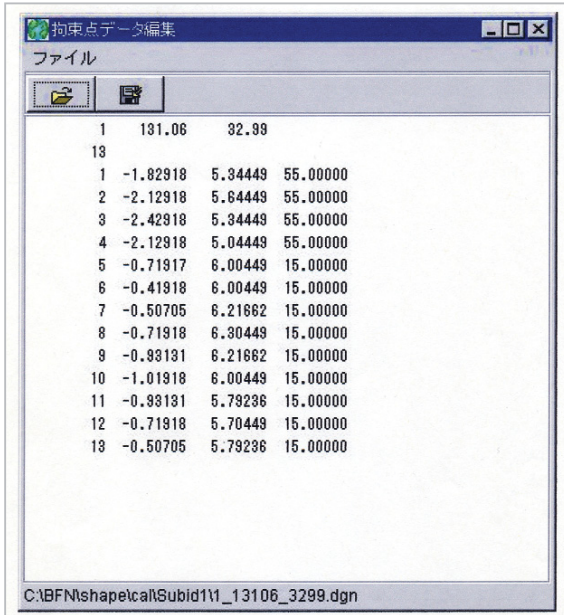 拘束点データ編集
ファイル
1 131.06 32.99
13
1 -1.82918 5.34449 55.00000
2 -2.12918 5.64449 55.00000
3 -2.42918 5.34449 55.00000
4 -2.12918 5.04449 55.00000
5 -0.71917 6.00449 15.00000
6 -0.41918 6.00449 15.00000
7 -0.50705 6.21662 15.00000
8 -0.71918 6.30449 15.00000
9 -0.93131 6.21662 15.00000
10 -1.01918 6.00449 15.00000
11 -0.93131 5.79236 15.00000
12 -0.71918 5.70449 15.00000
13 -0.50705 5.79236 15.00000
C:\BFN\shape\cal\Subid1\1_13106_3299.dgn